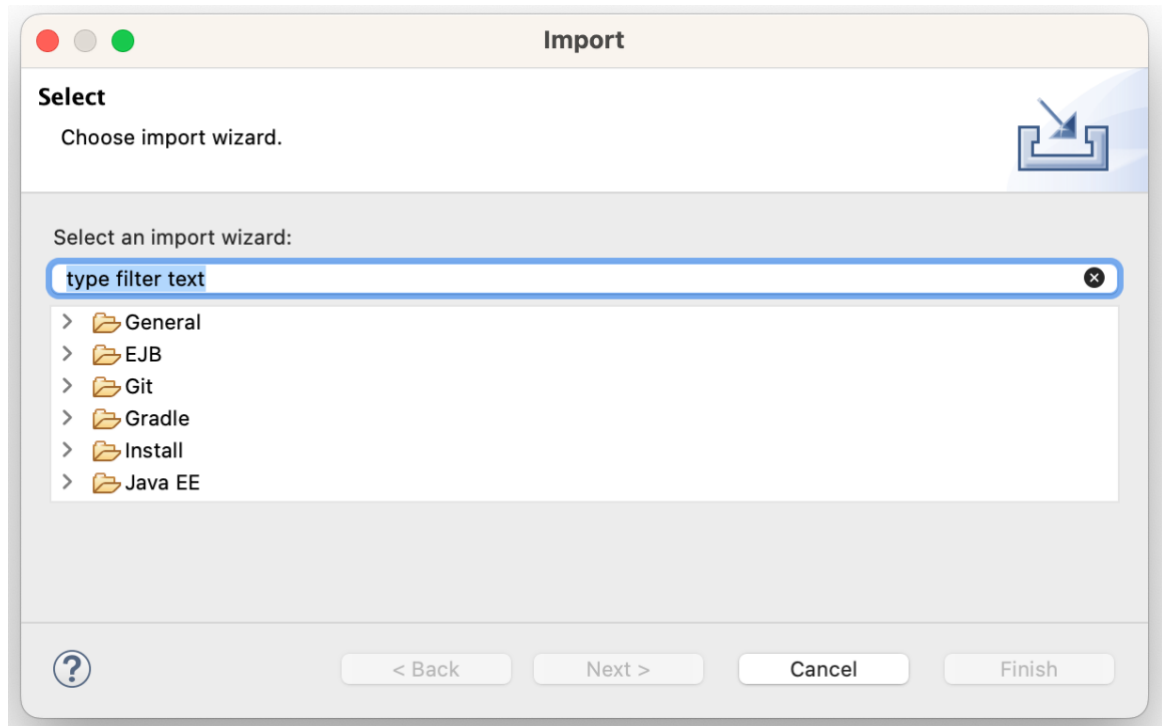 Import
Select
Choose import wizard.
Select an import wizard:
type filter text
General
EJB
Git
Gradle
Install
Java EE
? < Back Next > Cancel Finish